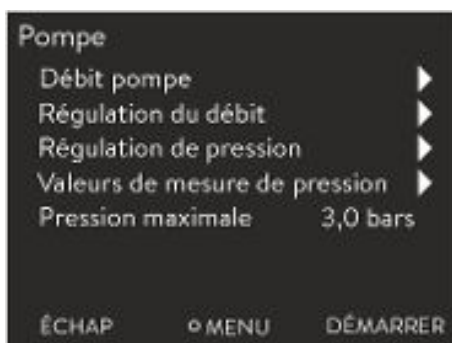 Pompe
Débit pompe
Régulation du débit
Régulation de pression
Valeurs de mesure de pression
Pression maximale 3,0 bars
ÉCHAP MENU DÉMARRER